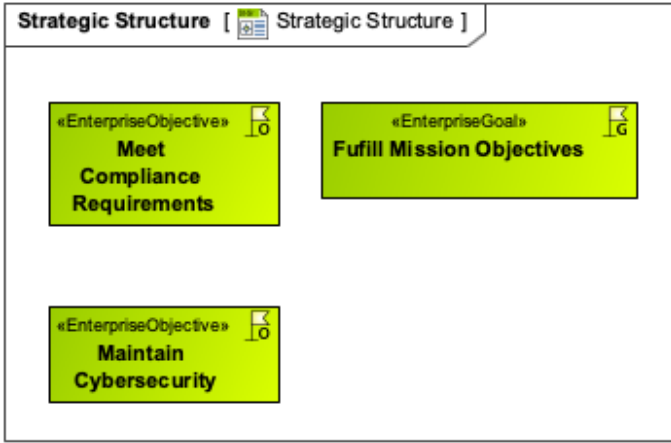 Strategic Structure [ Strategic Structure ]
«EnterpriseObjective»
O
Meet
Compliance
Requirements
«EnterpriseGoal»
G
Fufill Mission Objectives
«EnterpriseObjective»
O
Maintain
Cybersecurity